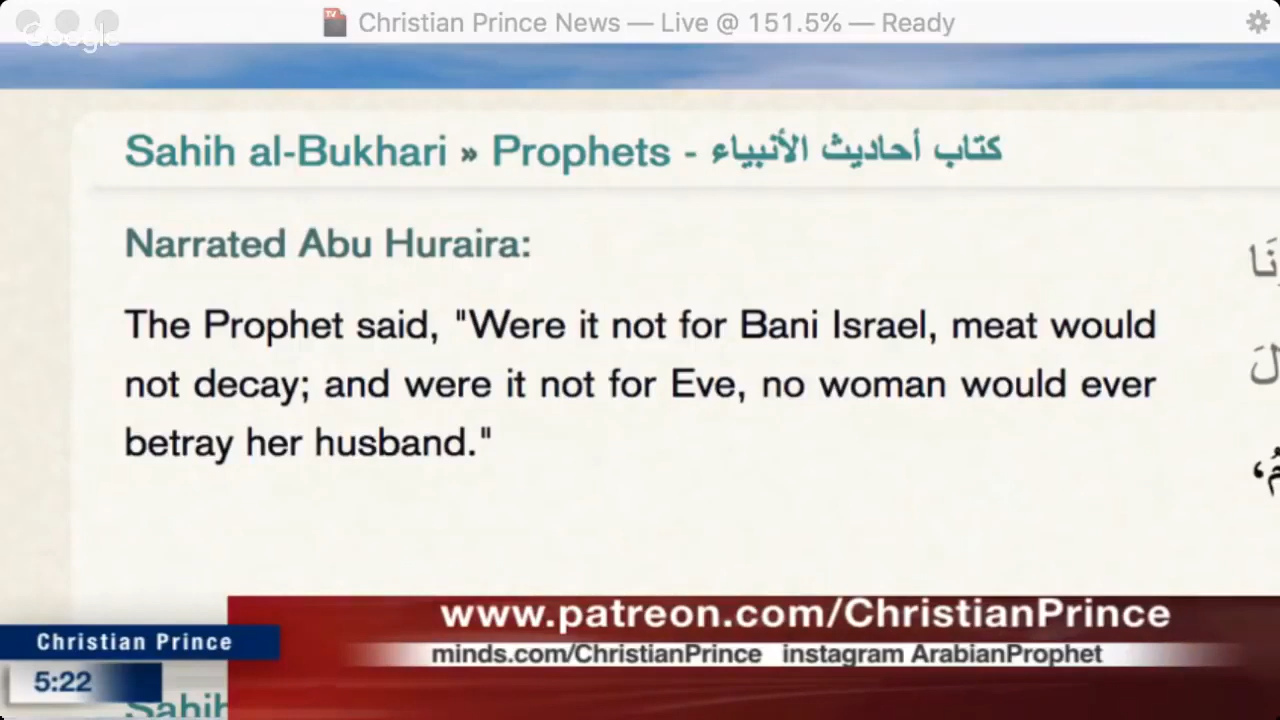 Christian Prince News — Live @ 151.5% — Ready
Google
Sahih al-Bukhari » Prophets - كتاب أحاديث الأنبياء
Narrated Abu Huraira:
The Prophet said, "Were it not for Bani Israel, meat would
not decay; and were it not for Eve, no woman would ever
betray her husband."
www.patreon.com/ChristianPrince
Christian Prince
minds.com/ChristianPrince instagram ArabianProphet
5:22
Sahih